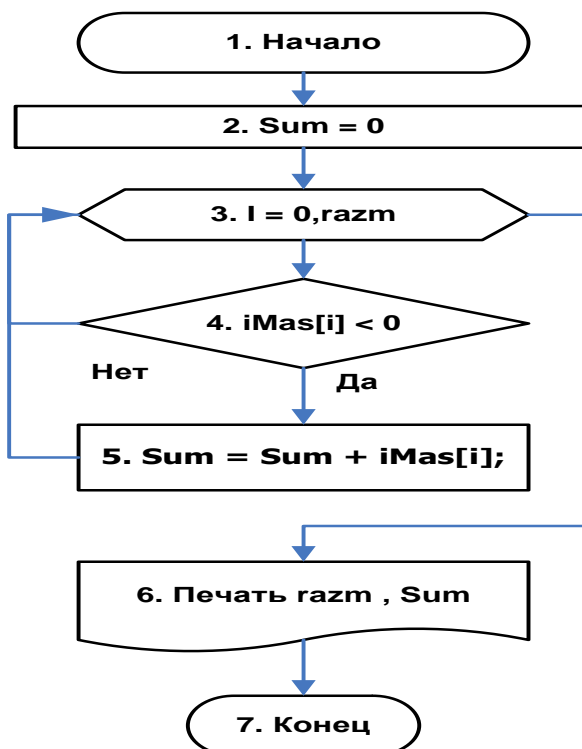 1. Начало
2. Sum = 0
3. I = 0,razm
4. iMas[i] < 0
Нет
Да
5. Sum = Sum + iMas[i];
6. Печать razm , Sum
7. Конец